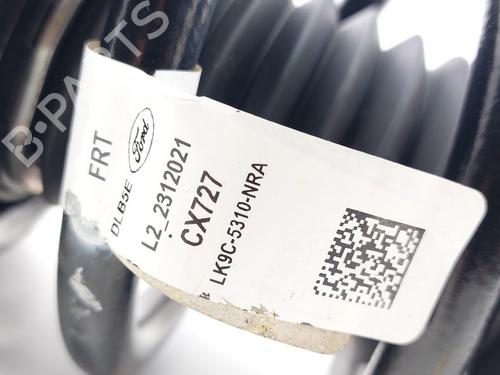 FRT
DLB5E
Ford
L2_2312021
CX727
LK9C-5310-NRA
B-PARTS